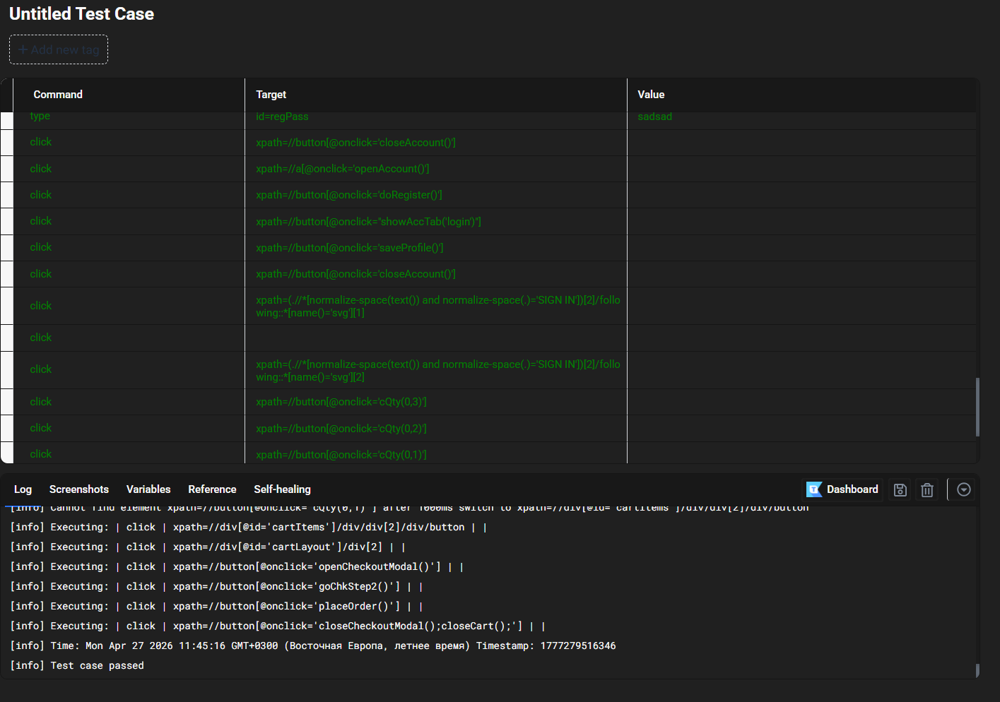 Untitled Test Case
+ Add new tag
Command Target Value
type id=regPass sadsad
click xpath=//button[@onclick='closeAccount()']
click xpath=//a[@onclick='openAccount()']
click xpath=//button[@onclick='doRegister()']
click xpath=//button[@onclick="showAccTab('login')"]
click xpath=//button[@onclick='saveProfile()']
click xpath=//button[@onclick='closeAccount()']
click xpath=(.//*[normalize-space(text()) and normalize-space(.)='SIGN IN'])[2]/follo
wing::*[name()='svg'][1]
click
click xpath=(.//*[normalize-space(text()) and normalize-space(.)='SIGN IN'])[2]/follo
wing::*[name()='svg'][2]
click xpath=//button[@onclick='cQty(0,3)']
click xpath=//button[@onclick='cQty(0,2)']
click xpath=//button[@onclick='cQty(0,1)']
Log Screenshots Variables Reference Self-healing Dashboard
[info] Cannot find element xpath=//button[@onclick='cQty(0,1)'] after 1000ms switch to xpath=//div[@id='cartItems']/div/div[2]/div/button
[info] Executing: | click | xpath=//div[@id='cartItems']/div/div[2]/div/button | |
[info] Executing: | click | xpath=//div[@id='cartLayout']/div[2] | |
[info] Executing: | click | xpath=//button[@onclick='openCheckoutModal()'] | |
[info] Executing: | click | xpath=//button[@onclick='goChkStep2()'] | |
[info] Executing: | click | xpath=//button[@onclick='placeOrder()'] | |
[info] Executing: | click | xpath=//button[@onclick='closeCheckoutModal();closeCart();'] | |
[info] Time: Mon Apr 27 2026 11:45:16 GMT+0300 (Восточная Европа, летнее время) Timestamp: 1777279516346
[info] Test case passed